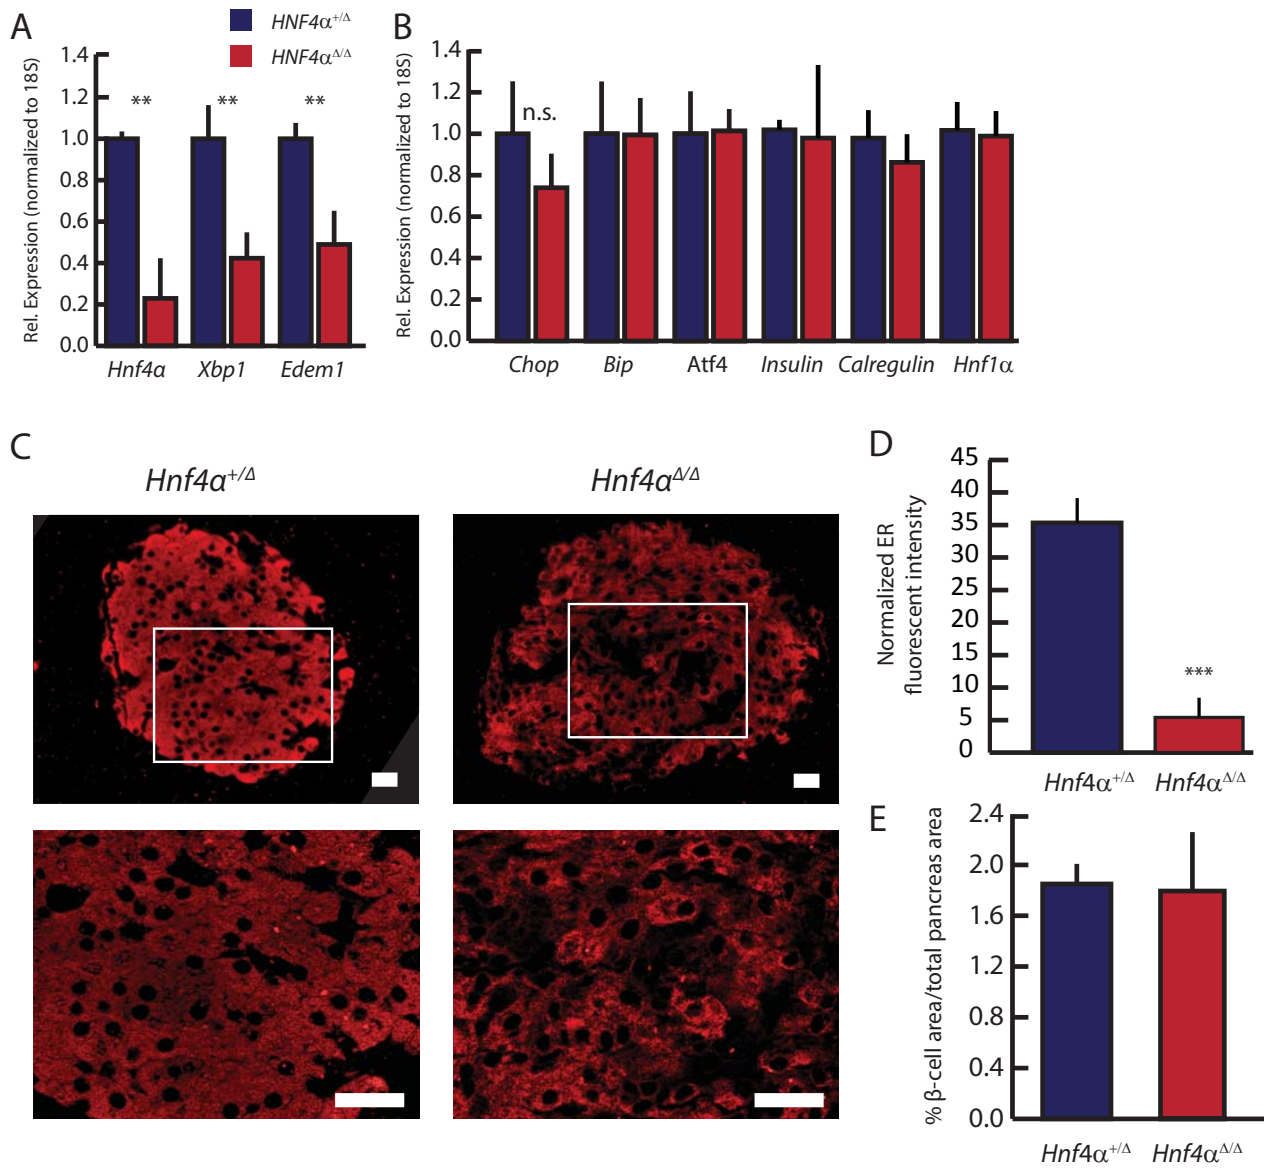 A
HNF4α+/Δ
HNF4αΔ/Δ
Rel. Expression (normalized to 18S)
1.4
1.2
1.0
0.8
0.6
0.4
0.2
0.0
**
**
**
Hnf4α
Xbp1
Edem1
B
Rel. Expression (normalized to 18S)
1.4
1.2
1.0
0.8
0.6
0.4
0.2
0.0
n.s.
Chop
Bip
Atf4
Insulin
Calregulin
Hnf1α
C
Hnf4α+/Δ
Hnf4αΔ/Δ
D
Normalized ER
fluorescent intensity
45
40
35
30
25
20
15
10
5
0
***
Hnf4α+/Δ
Hnf4αΔ/Δ
E
% β-cell area/total pancreas area
2.4
2.0
1.6
1.2
0.8
0.4
0.0
Hnf4α+/Δ
Hnf4αΔ/Δ